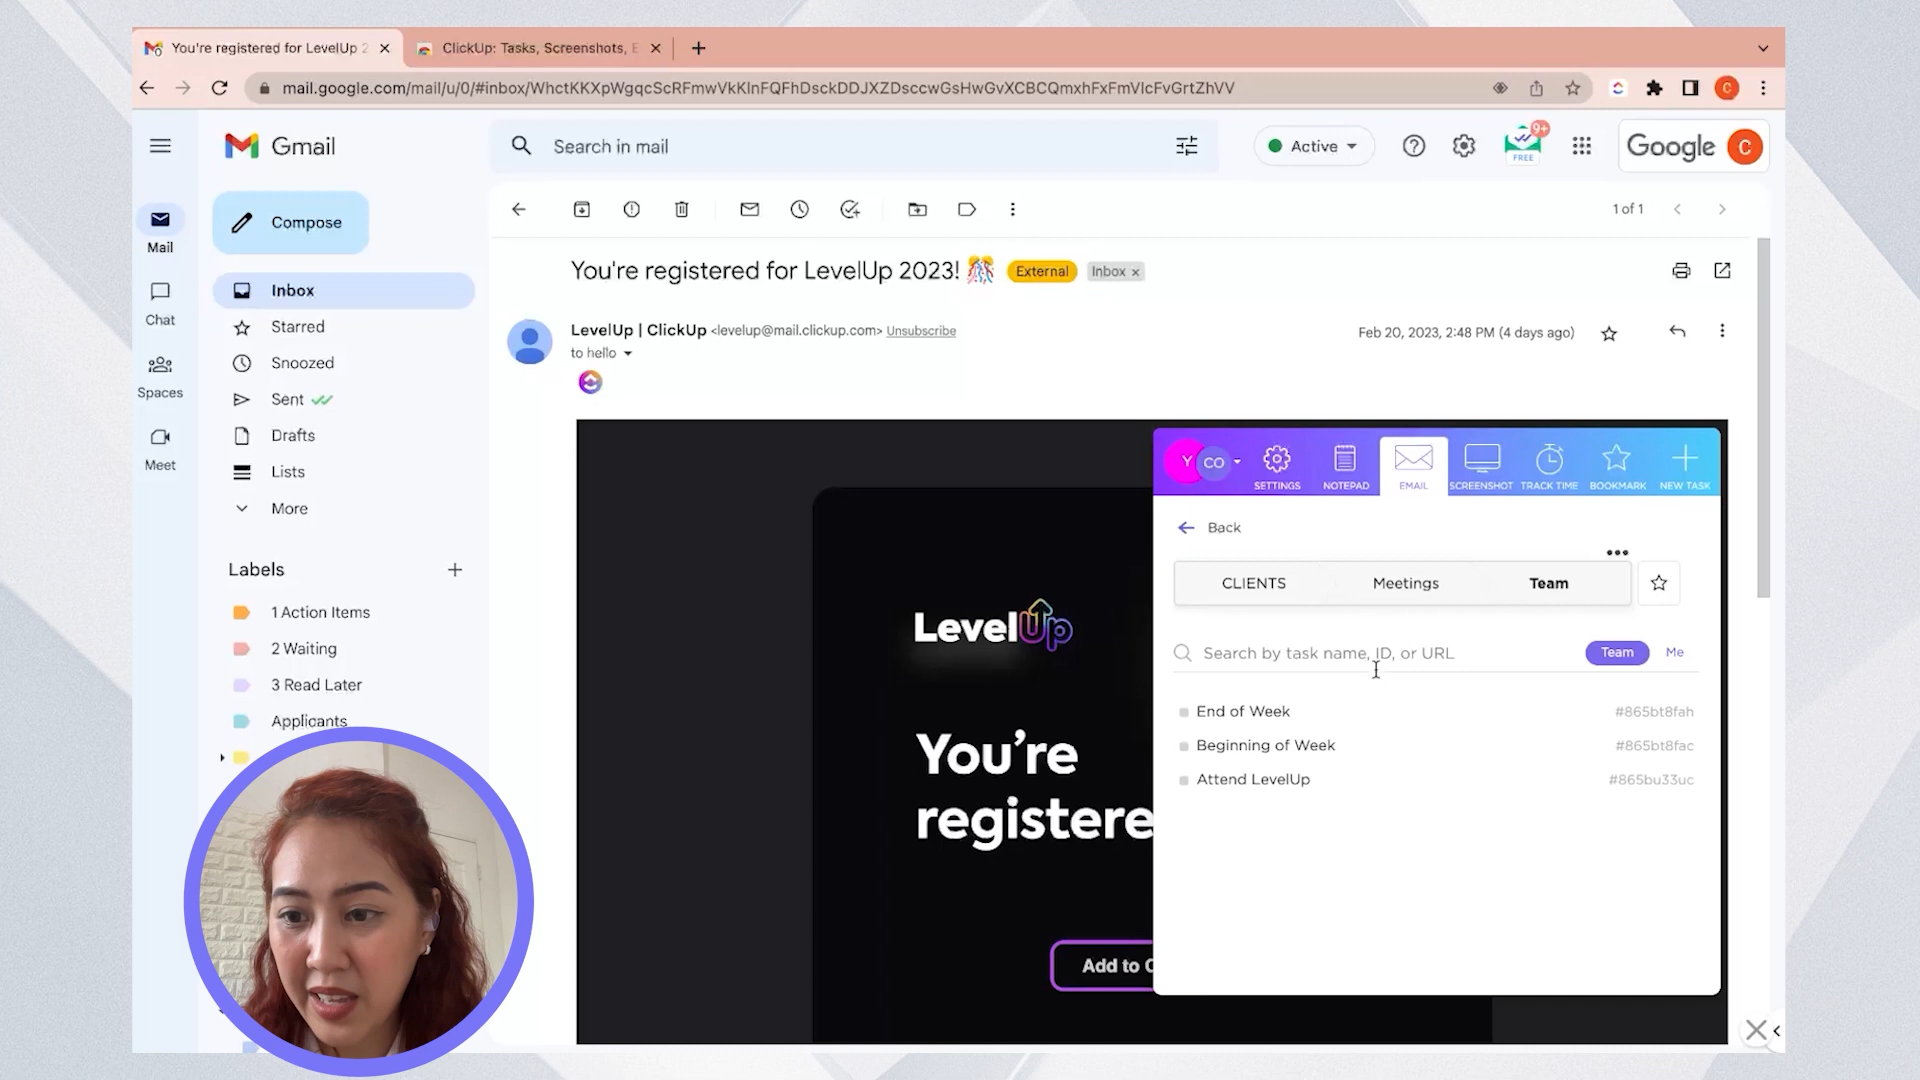 You're registered for LevelUp 2
ClickUp: Tasks, Screenshots, E
mail.google.com/mail/u/0/#inbox/WhctKKXpWgqcScRFmwVkKlnFQFhDsckDDJXZDsccwGsHwGvXCBCQmxhFxFmVlcFvGrtZhVV
C
Gmail
Search in mail
Active
9+
FREE
Google
C
Compose
Mail
Chat
Spaces
Meet
Inbox
Starred
Snoozed
Sent
Drafts
Lists
More
Labels
1 Action Items
2 Waiting
3 Read Later
Applicants
1 of 1
You're registered for LevelUp 2023! 🎊 External Inbox ×
LevelUp | ClickUp <levelup@mail.clickup.com> Unsubscribe
Feb 20, 2023, 2:48 PM (4 days ago)
to hello
LevelUp
You're
registere
Add to C
Y CO
SETTINGS
NOTEPAD
EMAIL
SCREENSHOT
TRACK TIME
BOOKMARK
NEW TASK
Back
CLIENTS Meetings Team
Search by task name, ID, or URL
Team Me
End of Week #865bt8fah
Beginning of Week #865bt8fac
Attend LevelUp #865bu33uc